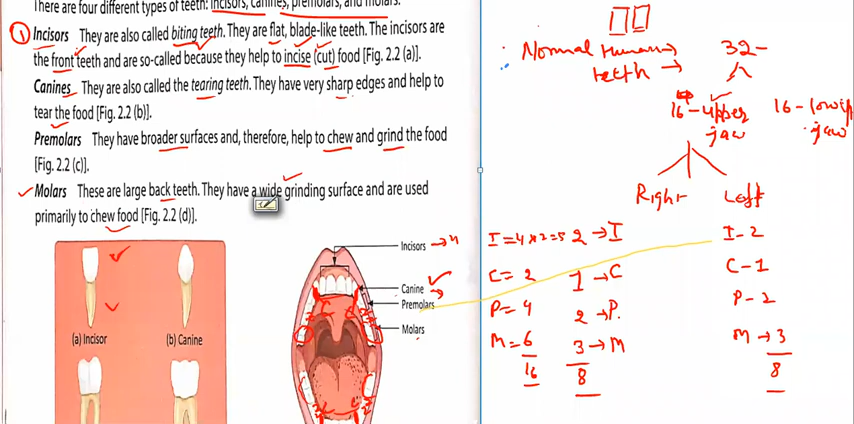 There are four different types of teeth: incisors, canines, premolars, and molars.
1 Incisors They are also called biting teeth. They are flat, blade-like teeth. The incisors are
the front teeth and are so-called because they help to incise (cut) food [Fig. 2.2 (a)].
Canines They are also called the tearing teeth. They have very sharp edges and help to
tear the food [Fig. 2.2 (b)].
Premolars They have broader surfaces and, therefore, help to chew and grind the food
[Fig. 2.2 (c)].
Molars These are large back teeth. They have a wide grinding surface and are used
primarily to chew food [Fig. 2.2 (d)].
(a) Incisor
(b) Canine
Incisors → 4
Canine
Premolars
Molars
Normal Human → 32
teeth →
16 - upper jaw
16 - lower jaw
Right
Left
I = 4 x 2 = 2 → I
I - 2
C = 2 1 → C
C - 1
P = 4 2 → P.
P - 2
M = 6 3 → M
M → 3
16 8
8